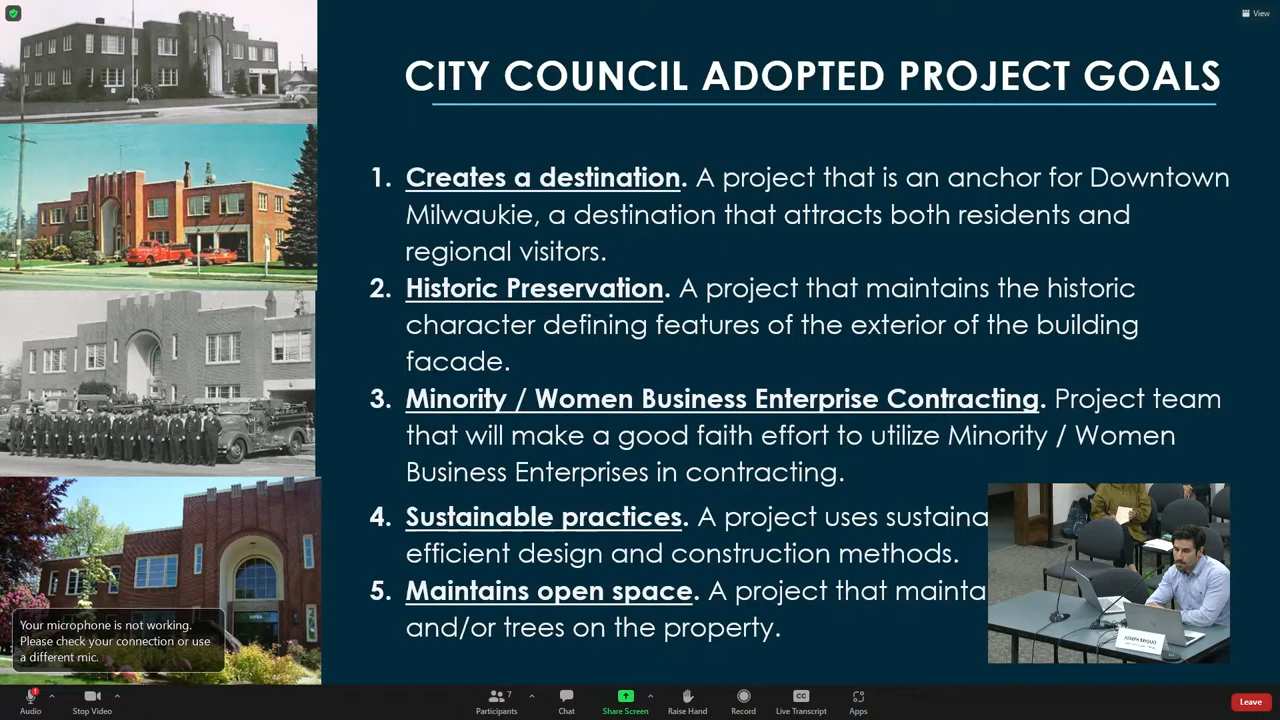 View
CITY COUNCIL ADOPTED PROJECT GOALS
1. Creates a destination. A project that is an anchor for Downtown
Milwaukie, a destination that attracts both residents and
regional visitors.
2. Historic Preservation. A project that maintains the historic
character defining features of the exterior of the building
facade.
3. Minority / Women Business Enterprise Contracting. Project team
that will make a good faith effort to utilize Minority / Women
Business Enterprises in contracting.
4. Sustainable practices. A project uses sustaina
efficient design and construction methods.
5. Maintains open space. A project that mainta
and/or trees on the property.
Your microphone is not working.
Please check your connection or use
a different mic.
JOSEPH BRIGLIO
Audio
Stop Video
Participants 7
Chat
Share Screen
Raise Hand
Record
CC
Live Transcript
Apps
Leave